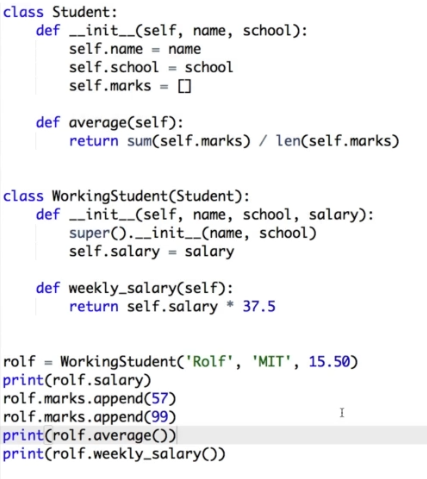 class Student:
    def __init__(self, name, school):
        self.name = name
        self.school = school
        self.marks = []

    def average(self):
        return sum(self.marks) / len(self.marks)


class WorkingStudent(Student):
    def __init__(self, name, school, salary):
        super().__init__(name, school)
        self.salary = salary

    def weekly_salary(self):
        return self.salary * 37.5


rolf = WorkingStudent('Rolf', 'MIT', 15.50)
print(rolf.salary)
rolf.marks.append(57)
rolf.marks.append(99)
print(rolf.average())
print(rolf.weekly_salary())